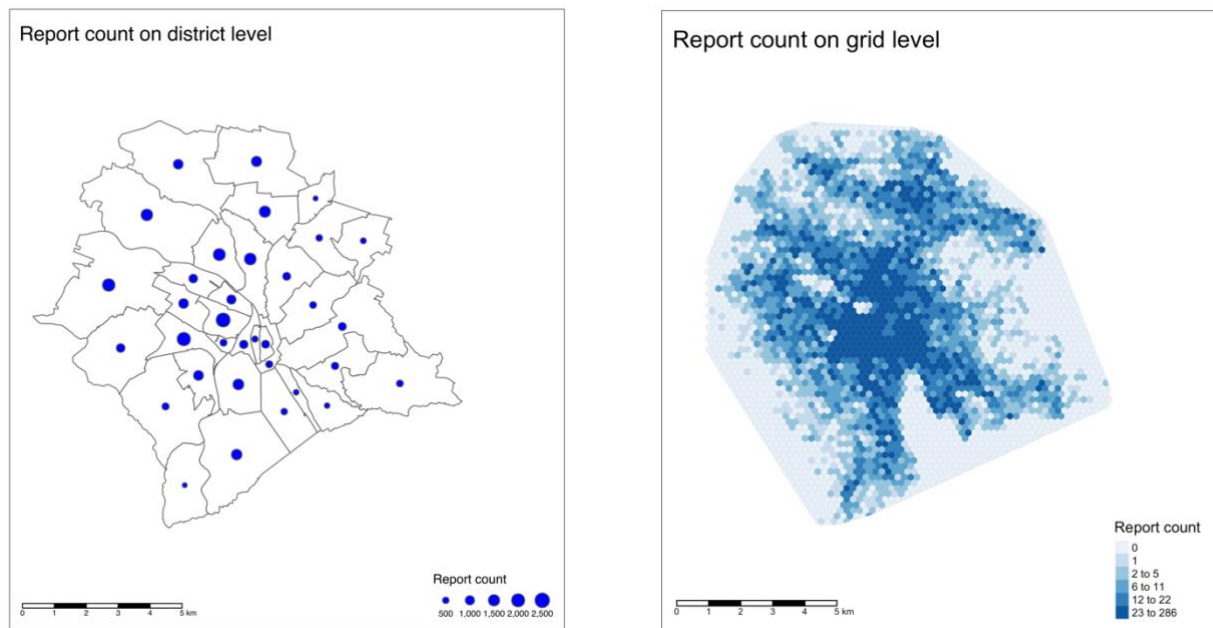 Report count on district level
0 1 2 3 4 5 km
Report count
500 1,000 1,500 2,000 2,500
Report count on grid level
0 1 2 3 4 5 km
Report count
0
1
2 to 5
6 to 11
12 to 22
23 to 286